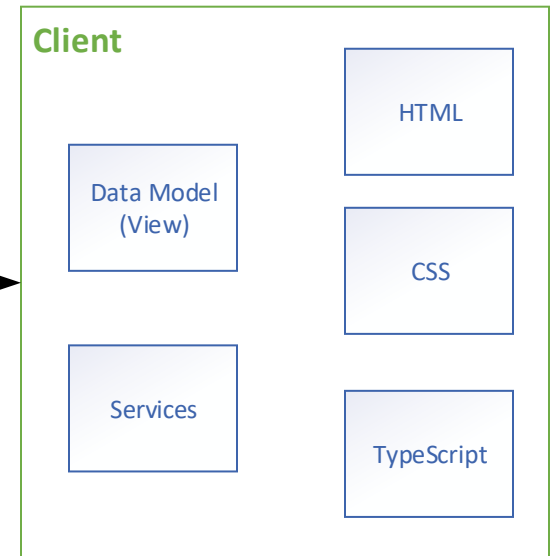 Client
HTML
Data Model
(View)
CSS
Services
TypeScript